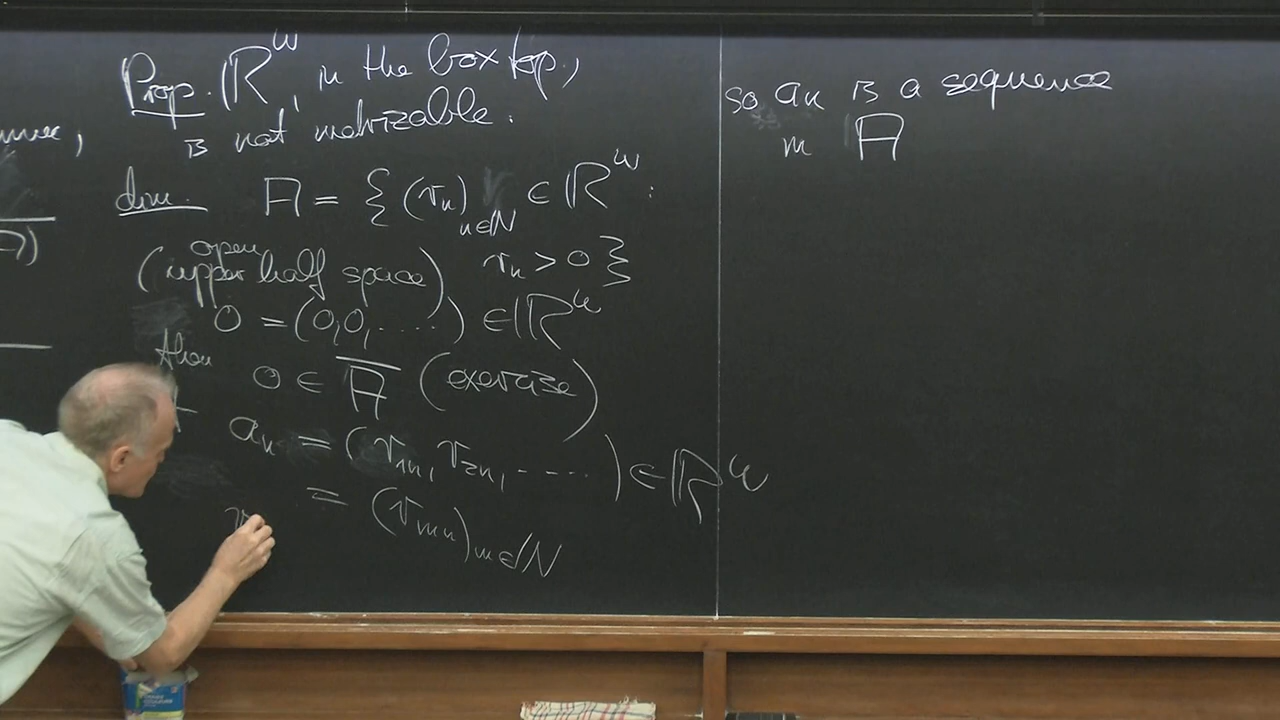 Prop. ℝ^ω, in the box top.,
is not metrizable.
dim. A = { (r_n)_{n∈ℕ} ∈ ℝ^ω :
r_n > 0 }
(open upper half space)
0 = (0,0, .....) ∈ ℝ^ω
then 0 ∈ A̅ (exercise)
a_n = (r_{1n}, r_{2n}, ......) ∈ ℝ^ω
= (r_{mn})_{m∈ℕ}
so a_n is a sequence
in A